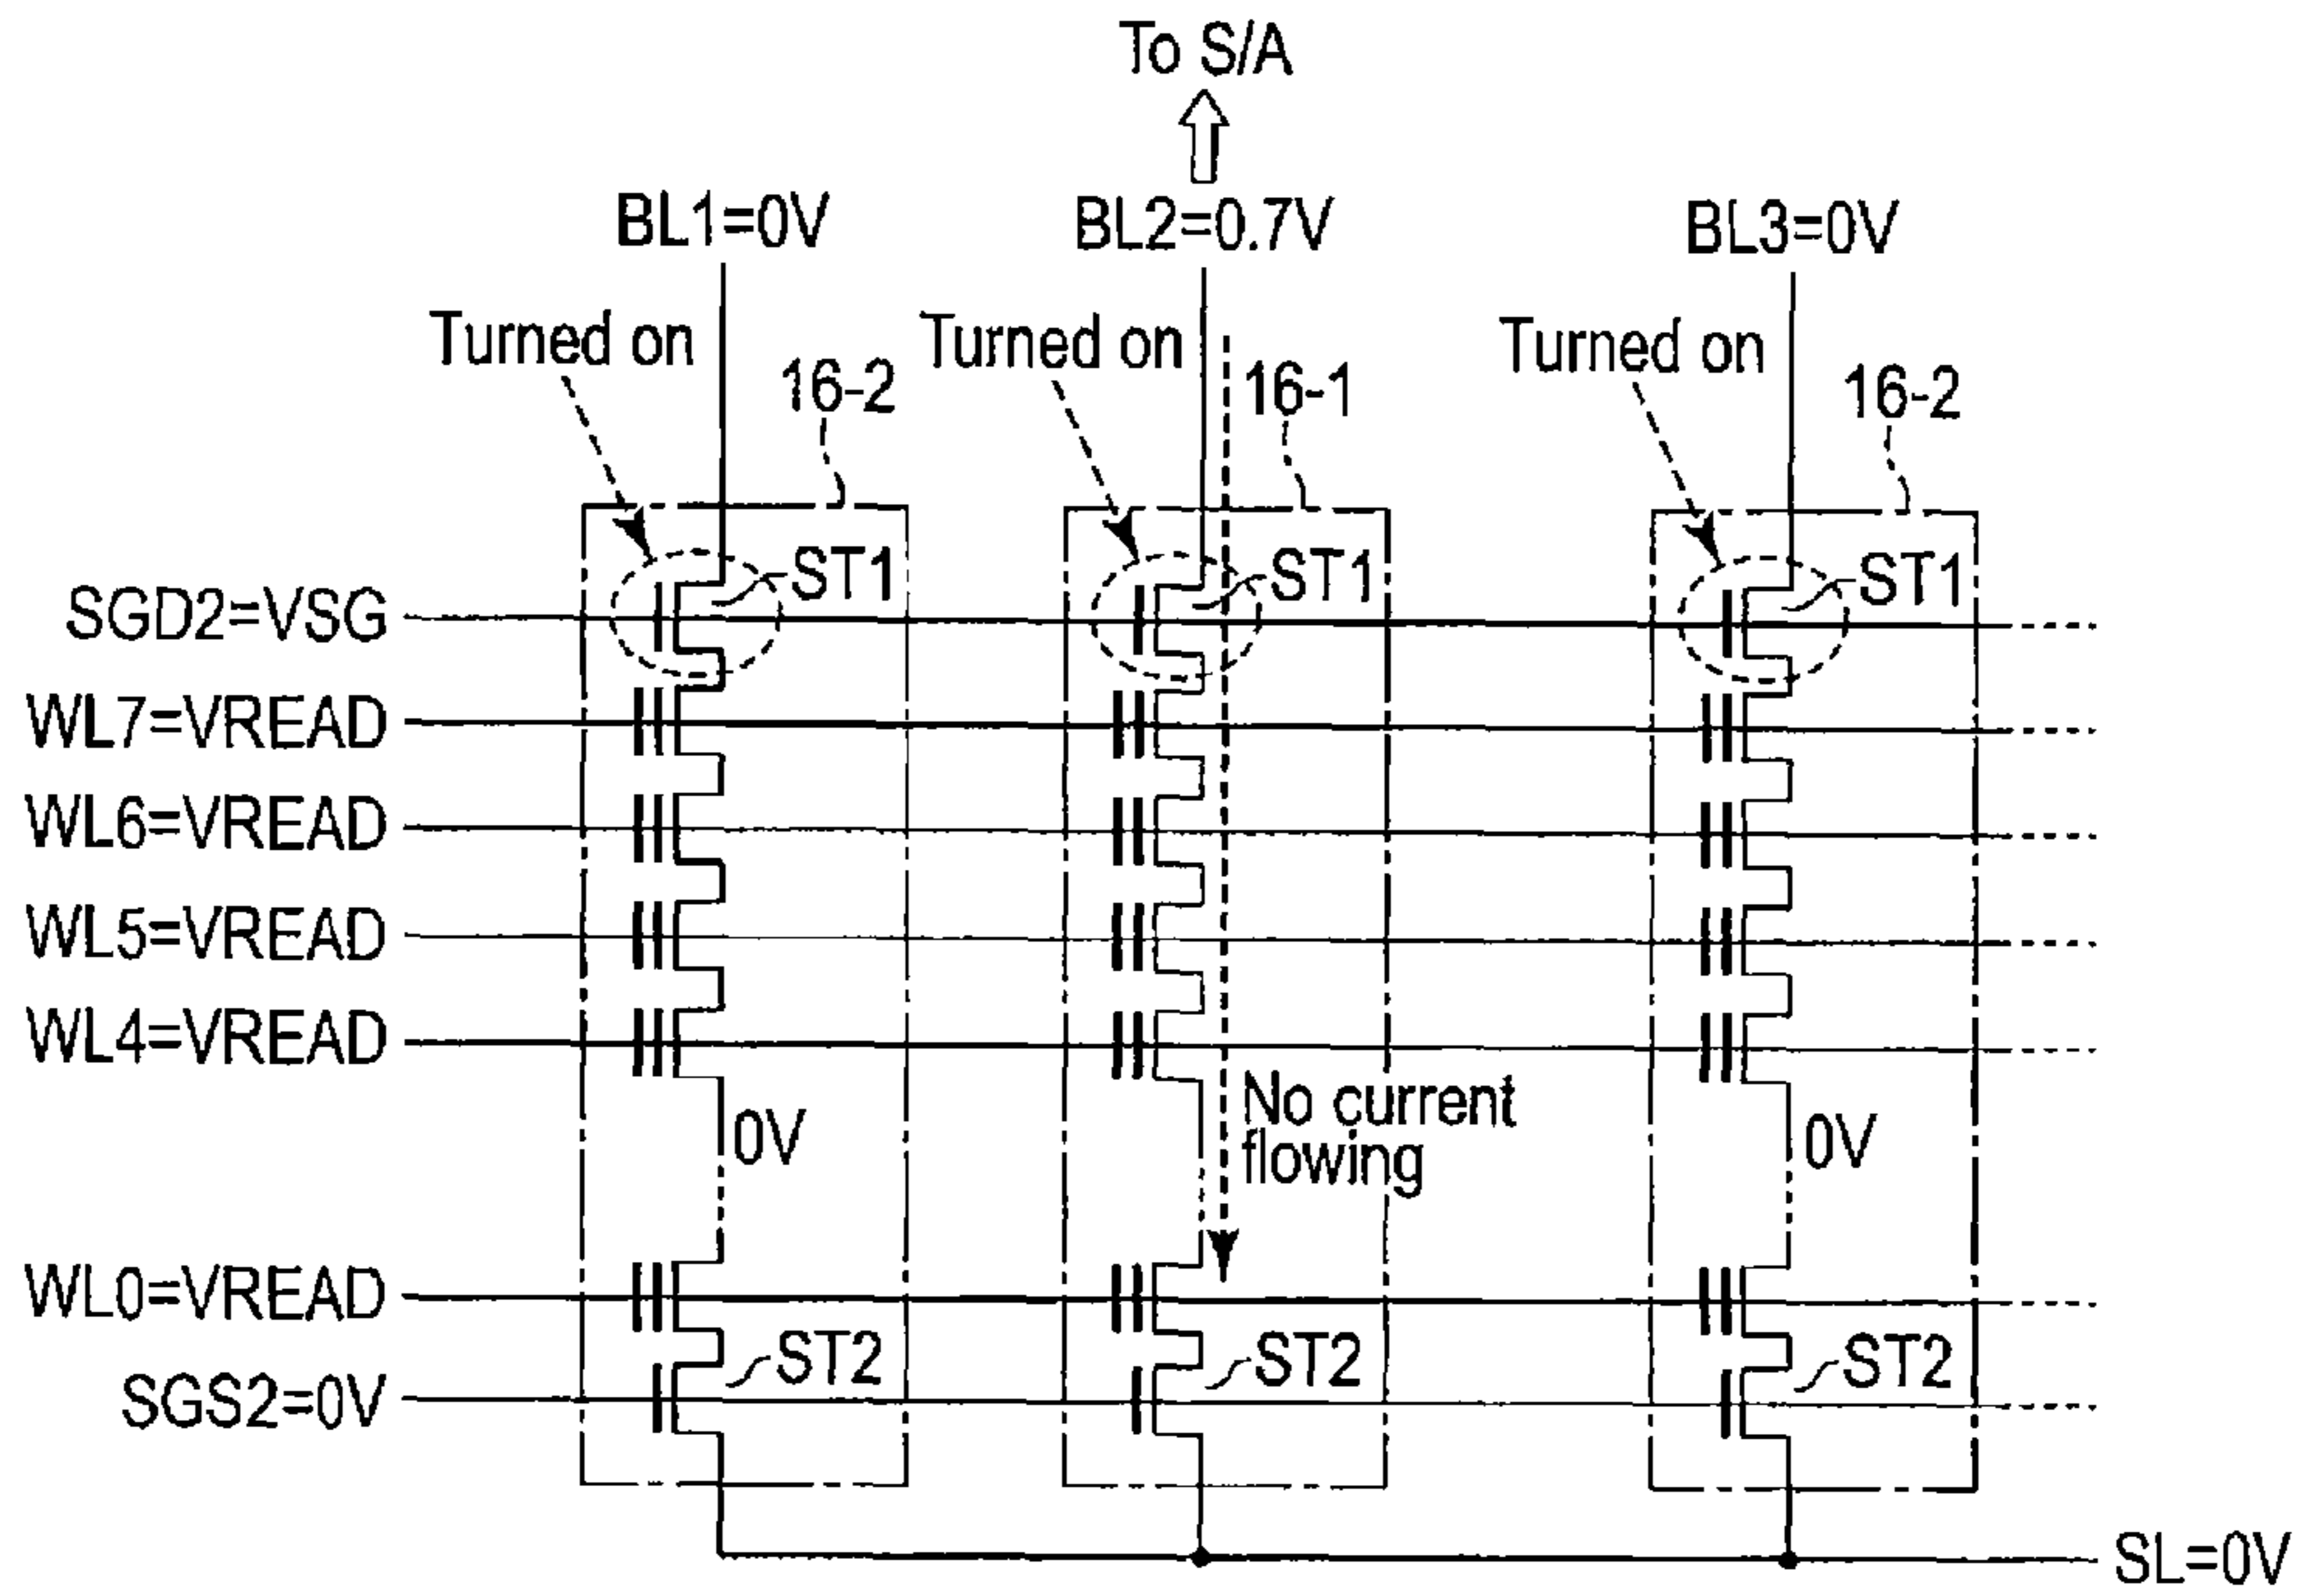 To S/A
BL1=0V
BL2=0.7V
BL3=0V
Turned on
Turned on
Turned on
16-2
16-1
16-2
SGD2=VSG
ST1
ST1
ST1
WL7=VREAD
WL6=VREAD
WL5=VREAD
WL4=VREAD
0V
No current
flowing
0V
WL0=VREAD
ST2
ST2
ST2
SGS2=0V
SL=0V